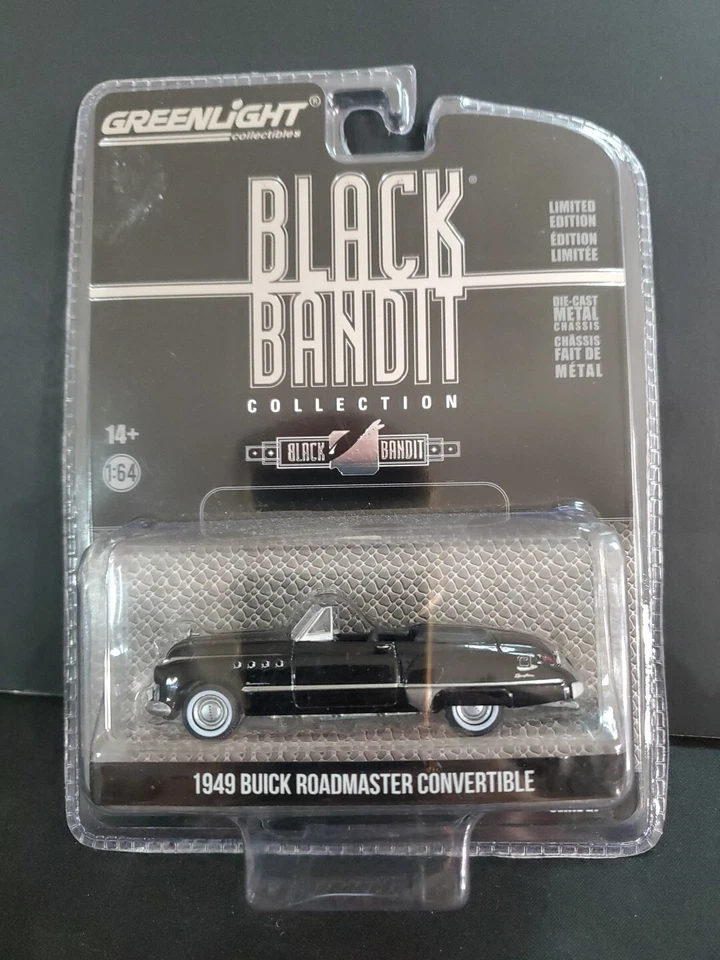 GREENLiGHT®
collectibles
BLACK®
BANDIT
COLLECTION
LIMITED
EDITION
ÉDITION
LIMITÉE
DIE-CAST
METAL
CHASSIS
CHÂSSIS
FAIT DE
MÉTAL
14+
1:64
BLACK BANDIT
1949 BUICK ROADMASTER CONVERTIBLE